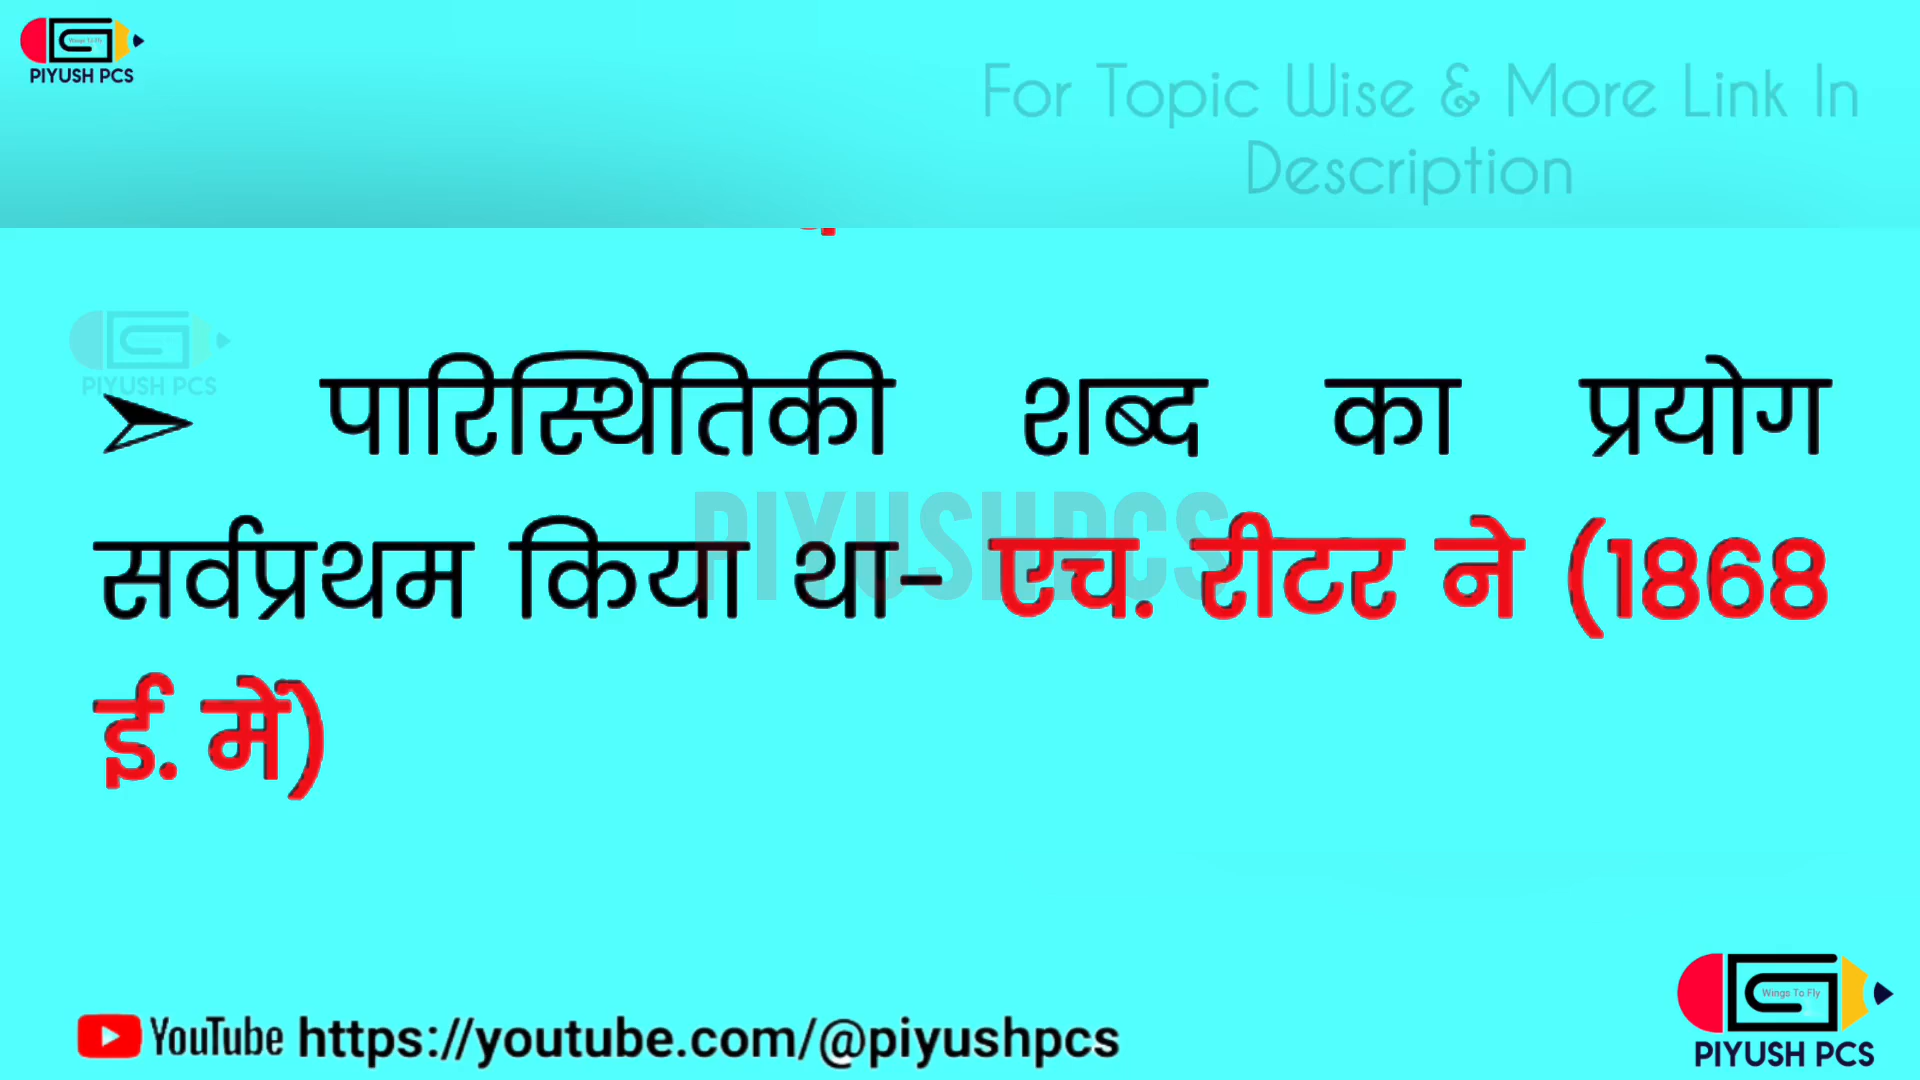 PIYUSH PCS
For Topic Wise & More Link In
Description
PIYUSH PCS
➢ पारिस्थितिकी शब्द का प्रयोग
सर्वप्रथम किया था- एच. रीटर ने (1868
ई. में)
PIYUSHPCS
Wings To Fly
PIYUSH PCS
YouTube https://youtube.com/@piyushpcs